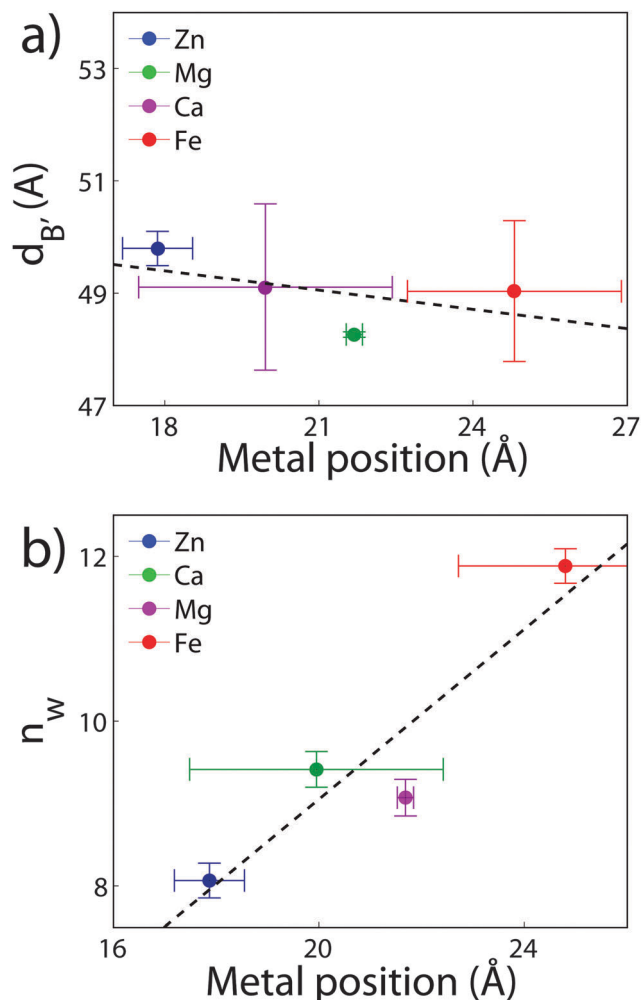 a)
Zn
Mg
Ca
Fe
53
51
49
47
d_B′ (A)
18 21 24 27
Metal position (Å)
b)
Zn
Ca
Mg
Fe
12
10
8
n_w
16 20 24
Metal position (Å)